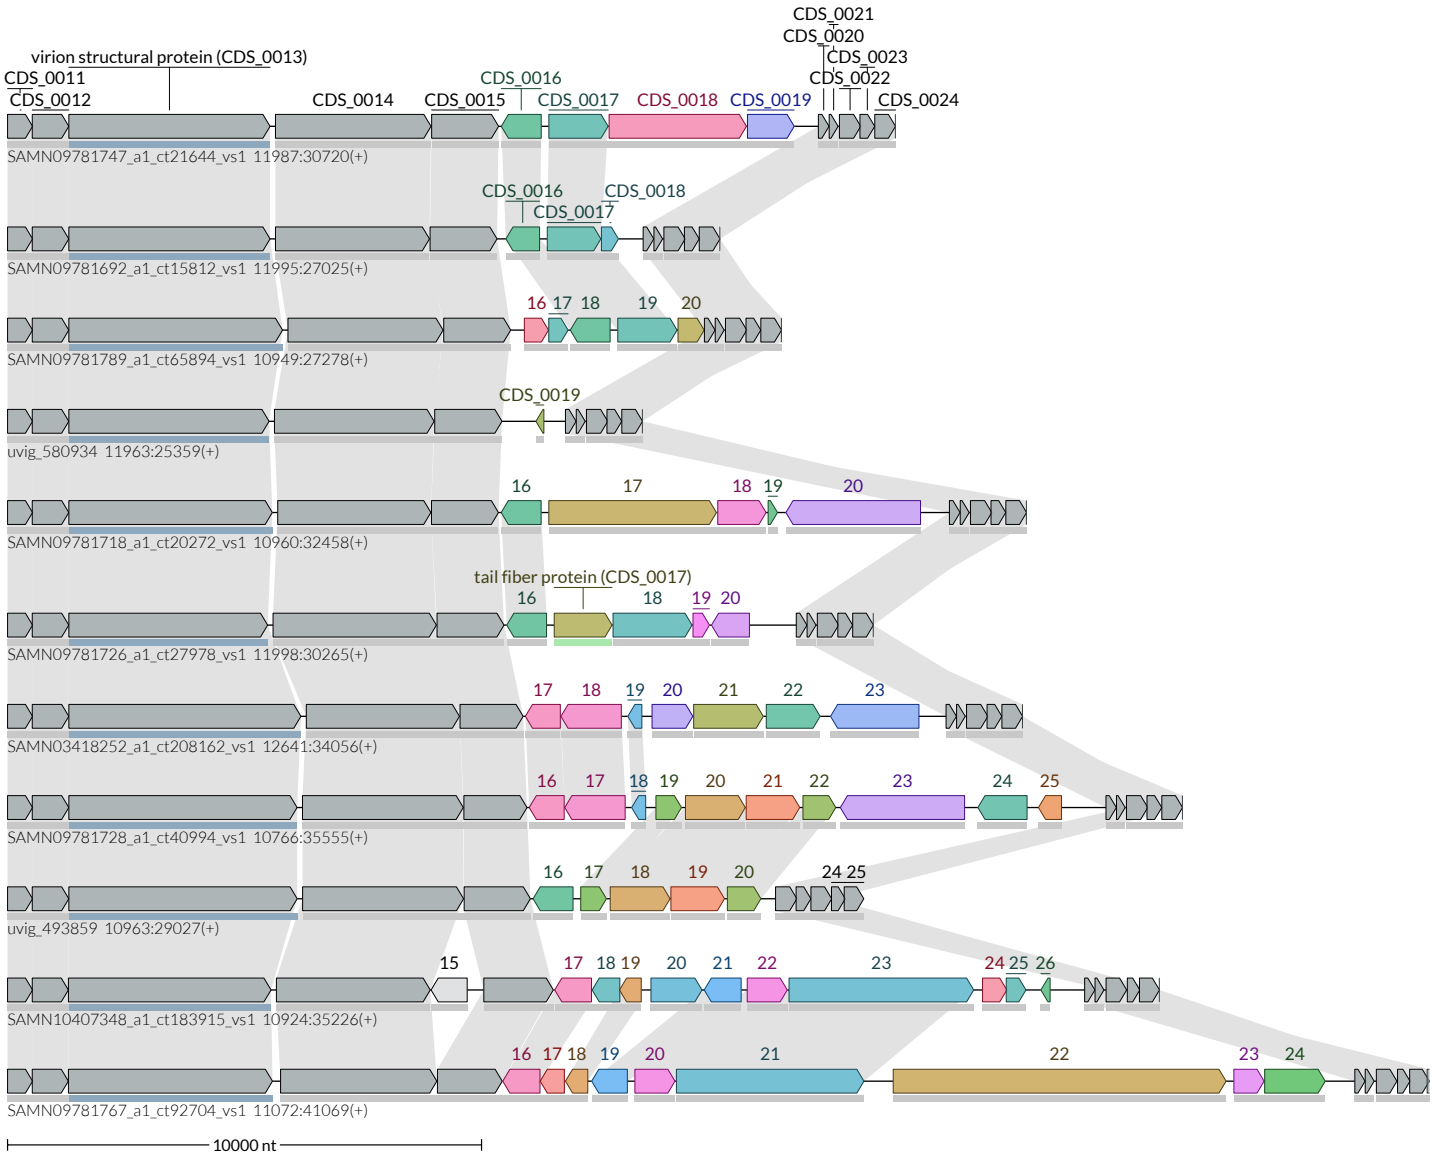 CDS_0021
CDS_0020
virion structural protein (CDS_0013) CDS_0023
CDS_0011 CDS_0016 CDS_0022
CDS_0012 CDS_0014 CDS_0015 CDS_0017 CDS_0018 CDS_0019 CDS_0024
SAMN09781747_a1_ct21644_vs1 11987:30720(+)
CDS_0016 CDS_0018
CDS_0017
SAMN09781692_a1_ct15812_vs1 11995:27025(+)
16 17 18 19 20
SAMN09781789_a1_ct65894_vs1 10949:27278(+)
CDS_0019
uvig_580934 11963:25359(+)
16 17 18 19 20
SAMN09781718_a1_ct20272_vs1 10960:32458(+)
tail fiber protein (CDS_0017)
16 18 19 20
SAMN09781726_a1_ct27978_vs1 11998:30265(+)
17 18 19 20 21 22 23
SAMN03418252_a1_ct208162_vs1 12641:34056(+)
16 17 18 19 20 21 22 23 24 25
SAMN09781728_a1_ct40994_vs1 10766:35555(+)
16 17 18 19 20 24 25
uvig_493859 10963:29027(+)
15 17 18 19 20 21 22 23 24 25 26
SAMN10407348_a1_ct183915_vs1 10924:35226(+)
16 17 18 19 20 21 22 23 24
SAMN09781767_a1_ct92704_vs1 11072:41069(+)
10000 nt